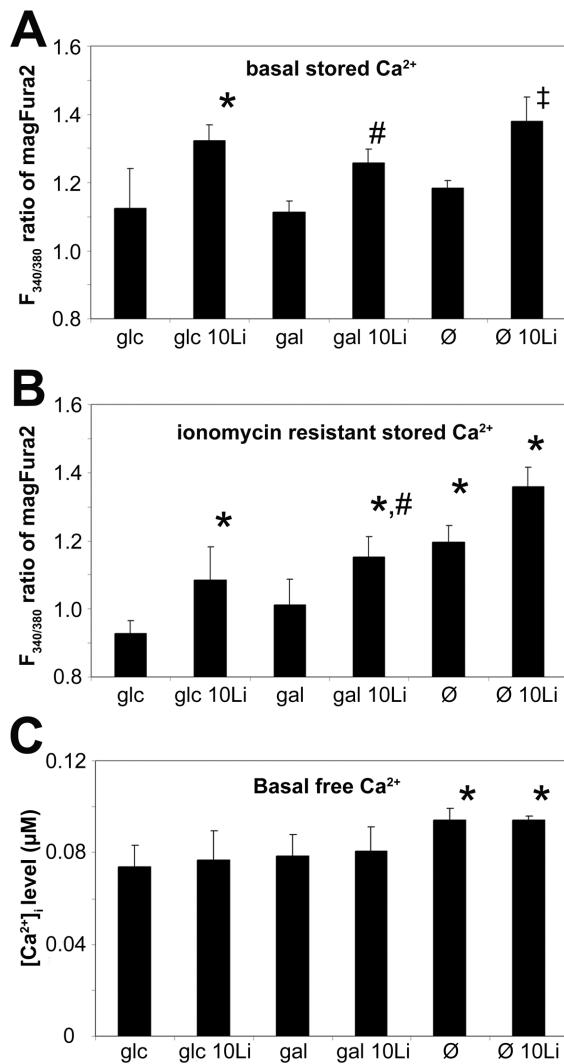 A
F340/380 ratio of magFura2
1.6
1.4
1.2
1.0
0.8
basal stored Ca²⁺
*
#
‡
glc
glc 10Li
gal
gal 10Li
Ø
Ø 10Li
B
F340/380 ratio of magFura2
1.6
1.4
1.2
1.0
0.8
ionomycin resistant stored Ca²⁺
*
*,#
*
*
glc
glc 10Li
gal
gal 10Li
Ø
Ø 10Li
C
[Ca²⁺]i level (µM)
0.12
0.08
0.04
0
Basal free Ca²⁺
*
*
glc
glc 10Li
gal
gal 10Li
Ø
Ø 10Li